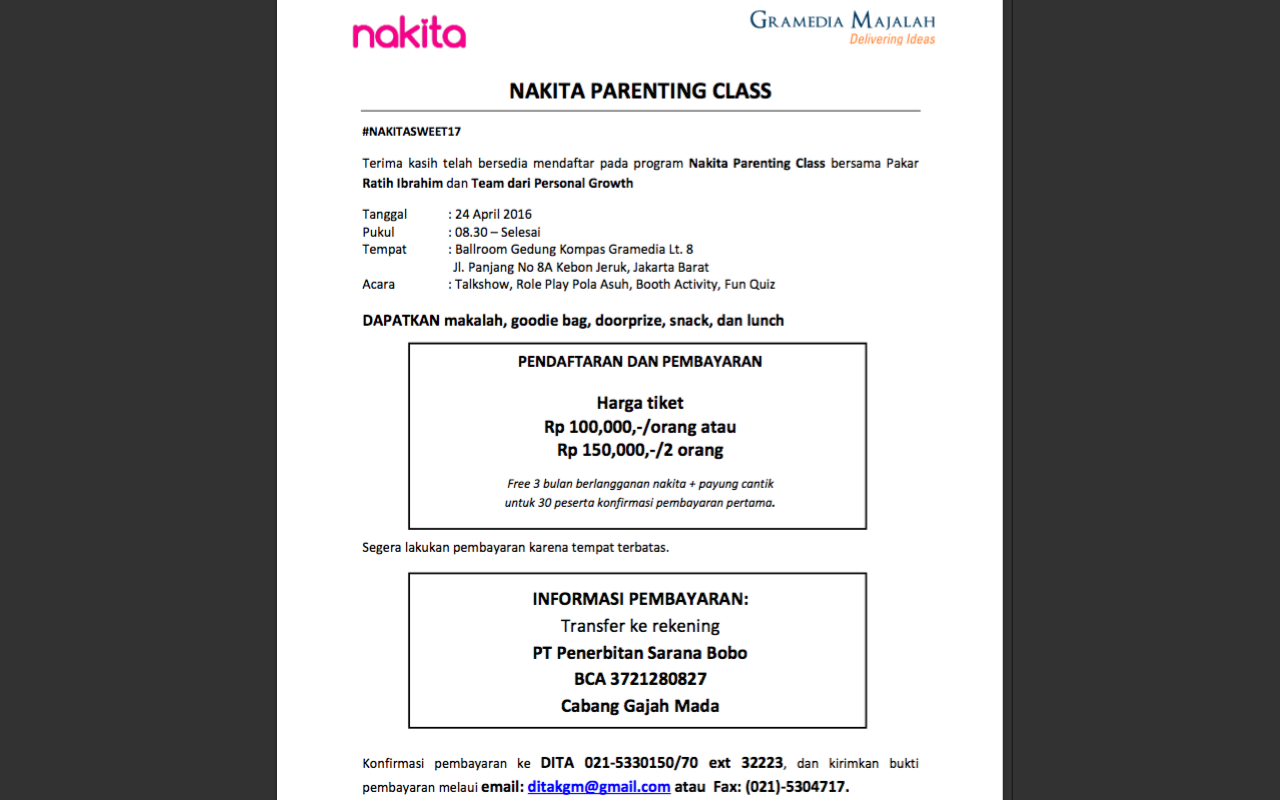 nakita
GRAMEDIA MAJALAH
Delivering Ideas
NAKITA PARENTING CLASS
#NAKITASWEET17
Terima kasih telah bersedia mendaftar pada program Nakita Parenting Class bersama Pakar
Ratih Ibrahim dan Team dari Personal Growth
Tanggal : 24 April 2016
Pukul : 08.30 – Selesai
Tempat : Ballroom Gedung Kompas Gramedia Lt. 8
Jl. Panjang No 8A Kebon Jeruk, Jakarta Barat
Acara : Talkshow, Role Play Pola Asuh, Booth Activity, Fun Quiz
DAPATKAN makalah, goodie bag, doorprize, snack, dan lunch
PENDAFTARAN DAN PEMBAYARAN
Harga tiket
Rp 100,000,-/orang atau
Rp 150,000,-/2 orang
Free 3 bulan berlangganan nakita + payung cantik
untuk 30 peserta konfirmasi pembayaran pertama.
Segera lakukan pembayaran karena tempat terbatas.
INFORMASI PEMBAYARAN:
Transfer ke rekening
PT Penerbitan Sarana Bobo
BCA 3721280827
Cabang Gajah Mada
Konfirmasi pembayaran ke DITA 021-5330150/70 ext 32223, dan kirimkan bukti
pembayaran melaui email: ditakgm@gmail.com atau Fax: (021)-5304717.